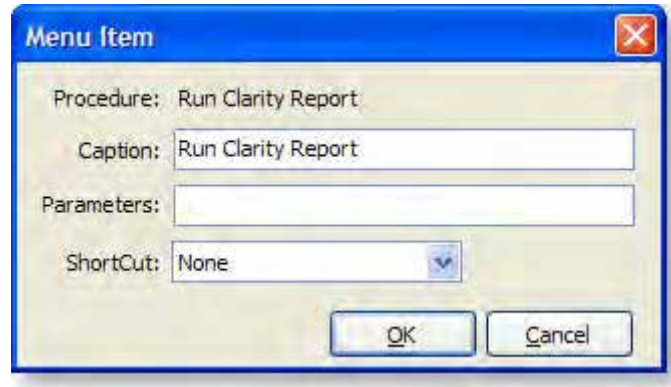 Menu Item
Procedure: Run Clarity Report
Caption: Run Clarity Report
Parameters:
ShortCut: None
OK Cancel